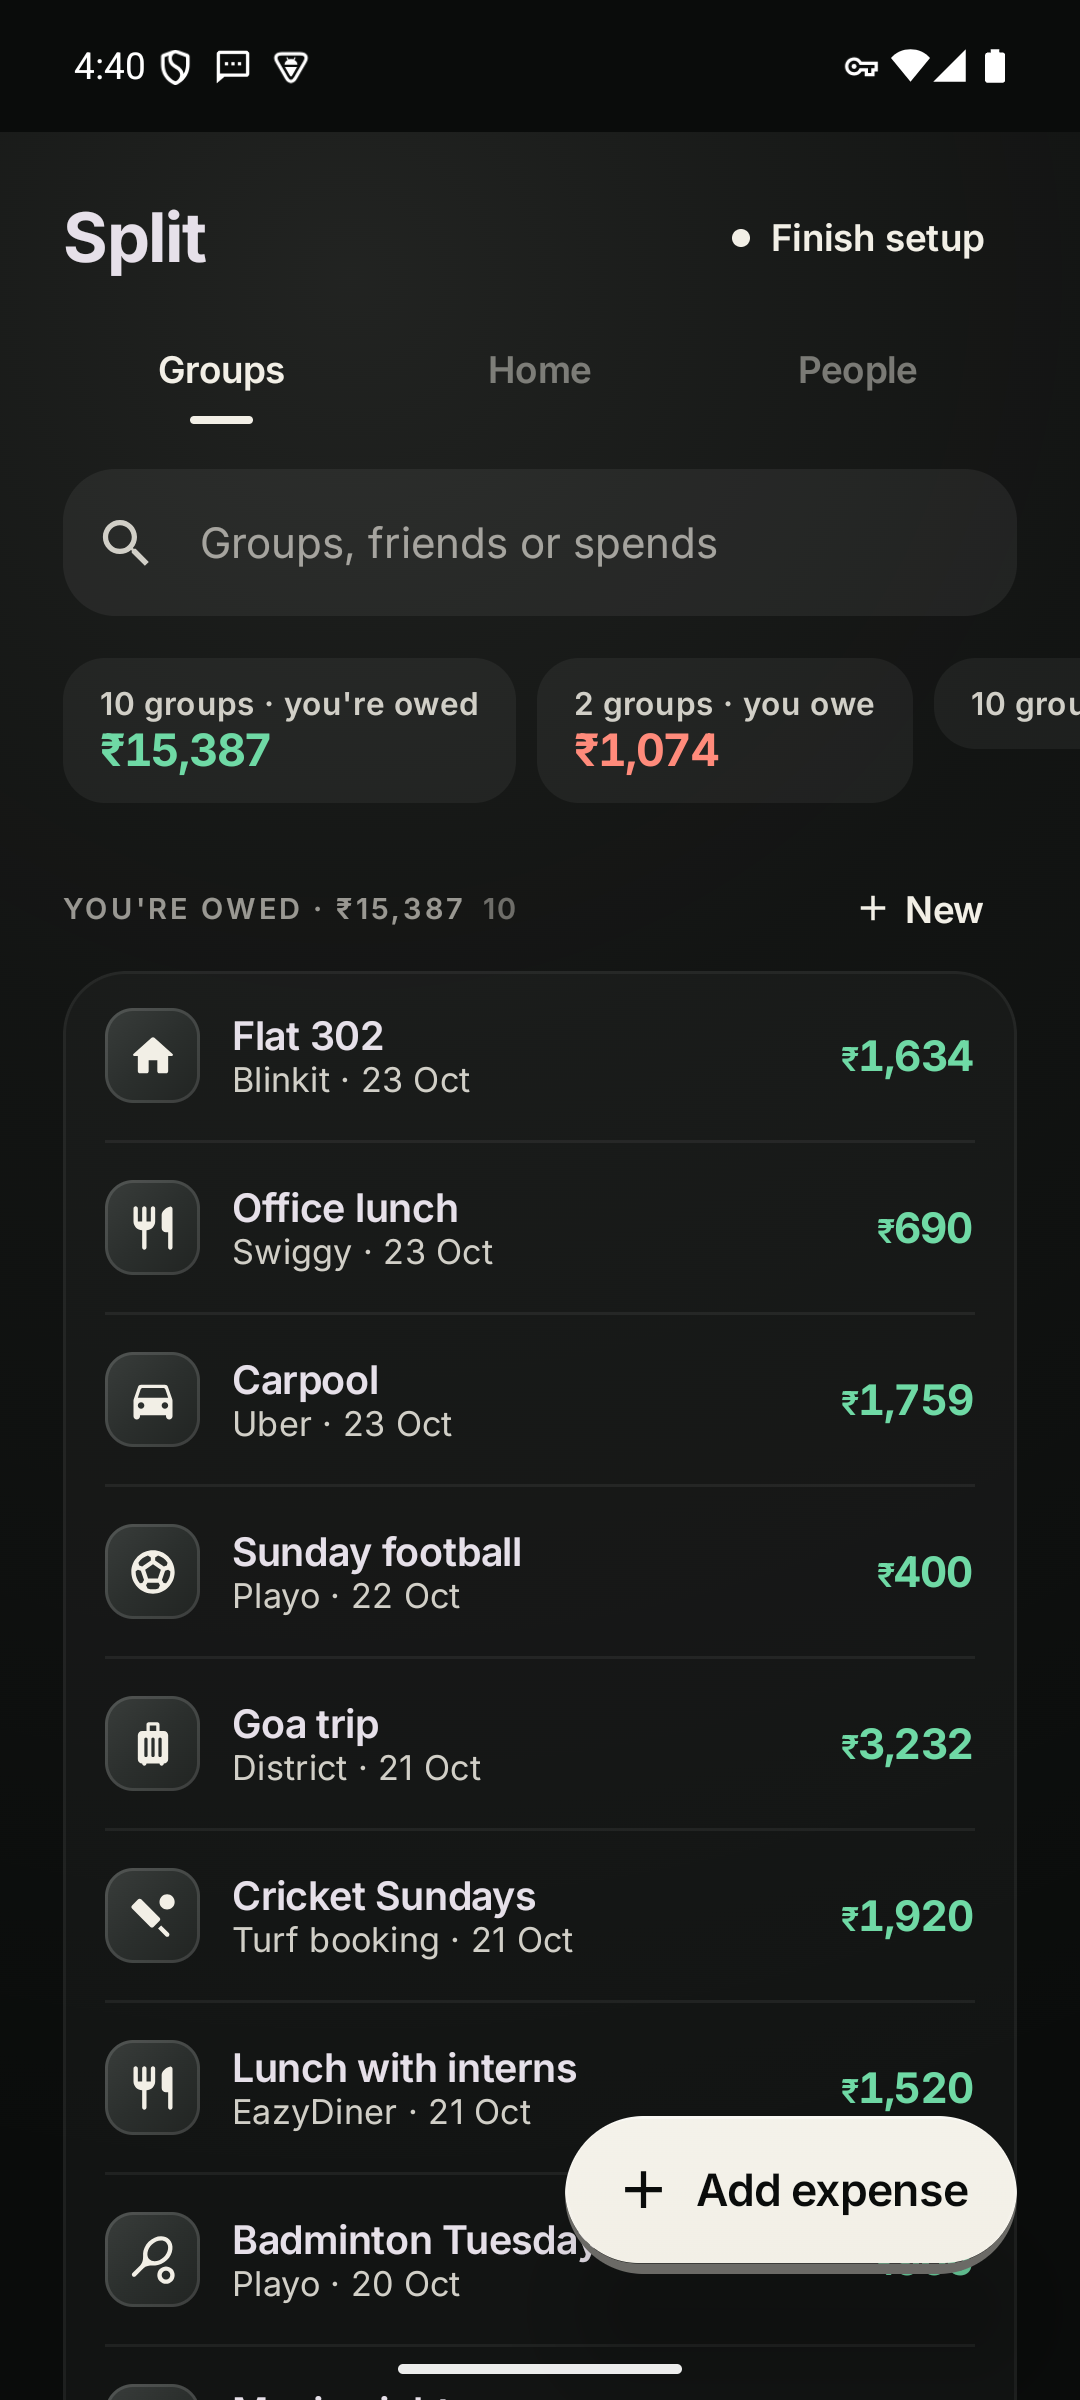 4:40
Split
Finish setup
Groups
Home
People
Groups, friends or spends
10 groups · you're owed
₹15,387
2 groups · you owe
₹1,074
10
YOU'RE OWED · ₹15,387 10
+ New
Flat 302
Blinkit · 23 Oct
₹1,634
Office lunch
Swiggy · 23 Oct
₹690
Carpool
Uber · 23 Oct
₹1,759
Sunday football
Playo · 22 Oct
₹400
Goa trip
District · 21 Oct
₹3,232
Cricket Sundays
Turf booking · 21 Oct
₹1,920
Lunch with interns
EazyDiner · 21 Oct
₹1,520
+ Add expense
Badminton
Playo · 20 Oct